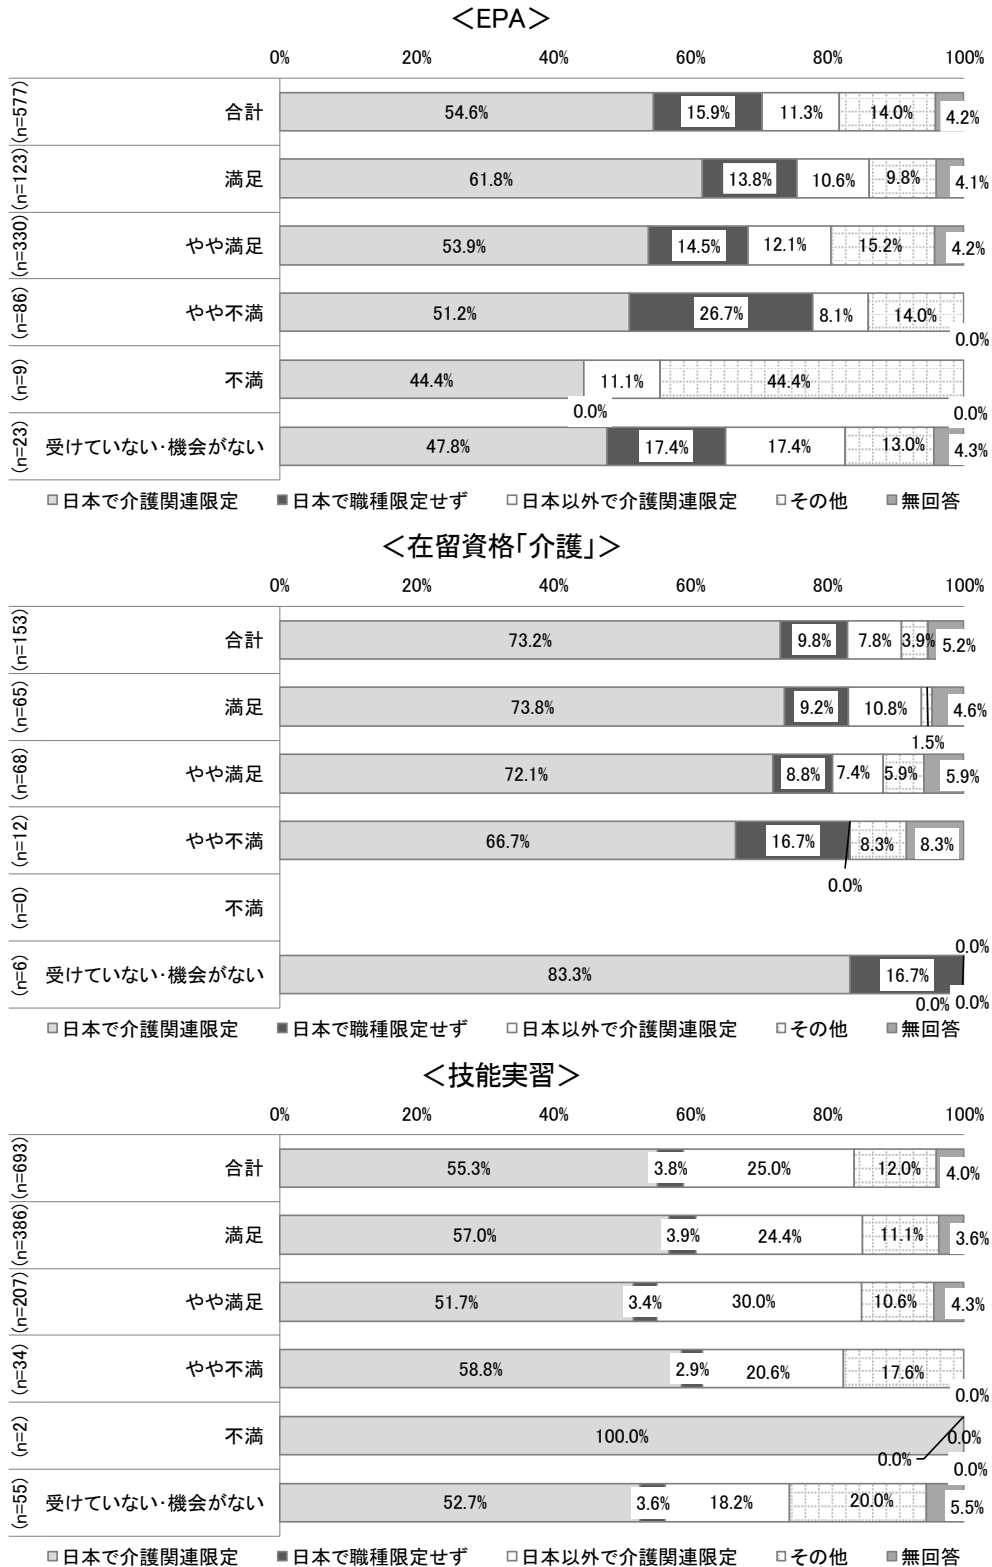 ＜EPA＞
0% 20% 40% 60% 80% 100%
(n=577) 合計 54.6% 15.9% 11.3% 14.0% 4.2%
(n=123) 満足 61.8% 13.8% 10.6% 9.8% 4.1%
(n=330) やや満足 53.9% 14.5% 12.1% 15.2% 4.2%
(n=86) やや不満 51.2% 26.7% 8.1% 14.0% 0.0%
(n=9) 不満 44.4% 0.0% 11.1% 44.4% 0.0%
(n=23) 受けていない・機会がない 47.8% 17.4% 17.4% 13.0% 4.3%
日本で介護関連限定 日本で職種限定せず 日本以外で介護関連限定 その他 無回答
＜在留資格｢介護｣＞
0% 20% 40% 60% 80% 100%
(n=153) 合計 73.2% 9.8% 7.8% 3.9% 5.2%
(n=65) 満足 73.8% 9.2% 10.8% 1.5% 4.6%
(n=68) やや満足 72.1% 8.8% 7.4% 5.9% 5.9%
(n=12) やや不満 66.7% 16.7% 0.0% 8.3% 8.3%
(n=0) 不満
(n=6) 受けていない・機会がない 83.3% 16.7% 0.0% 0.0% 0.0%
日本で介護関連限定 日本で職種限定せず 日本以外で介護関連限定 その他 無回答
＜技能実習＞
0% 20% 40% 60% 80% 100%
(n=693) 合計 55.3% 3.8% 25.0% 12.0% 4.0%
(n=386) 満足 57.0% 3.9% 24.4% 11.1% 3.6%
(n=207) やや満足 51.7% 3.4% 30.0% 10.6% 4.3%
(n=34) やや不満 58.8% 2.9% 20.6% 17.6% 0.0%
(n=2) 不満 100.0% 0.0% 0.0% 0.0%
(n=55) 受けていない・機会がない 52.7% 3.6% 18.2% 20.0% 5.5%
日本で介護関連限定 日本で職種限定せず 日本以外で介護関連限定 その他 無回答